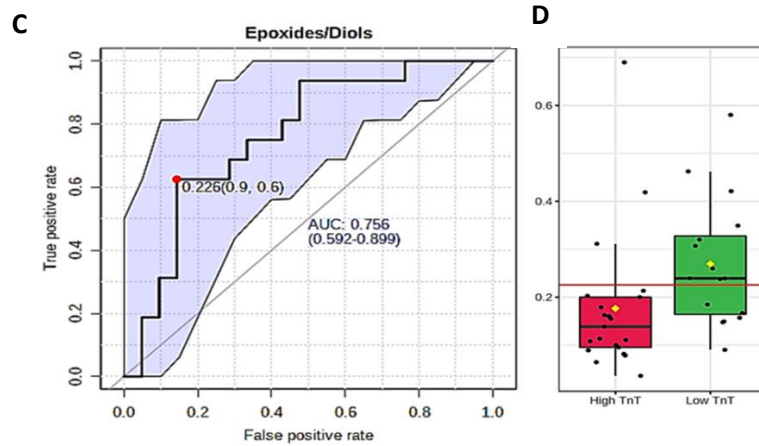 C
Epoxides/Diols
True positive rate
1.0
0.8
0.6
0.4
0.2
0.0
0.226(0.9, 0.6)
AUC: 0.756
(0.592-0.899)
0.0 0.2 0.4 0.6 0.8 1.0
False positive rate
D
0.6
0.4
0.2
High TnT Low TnT